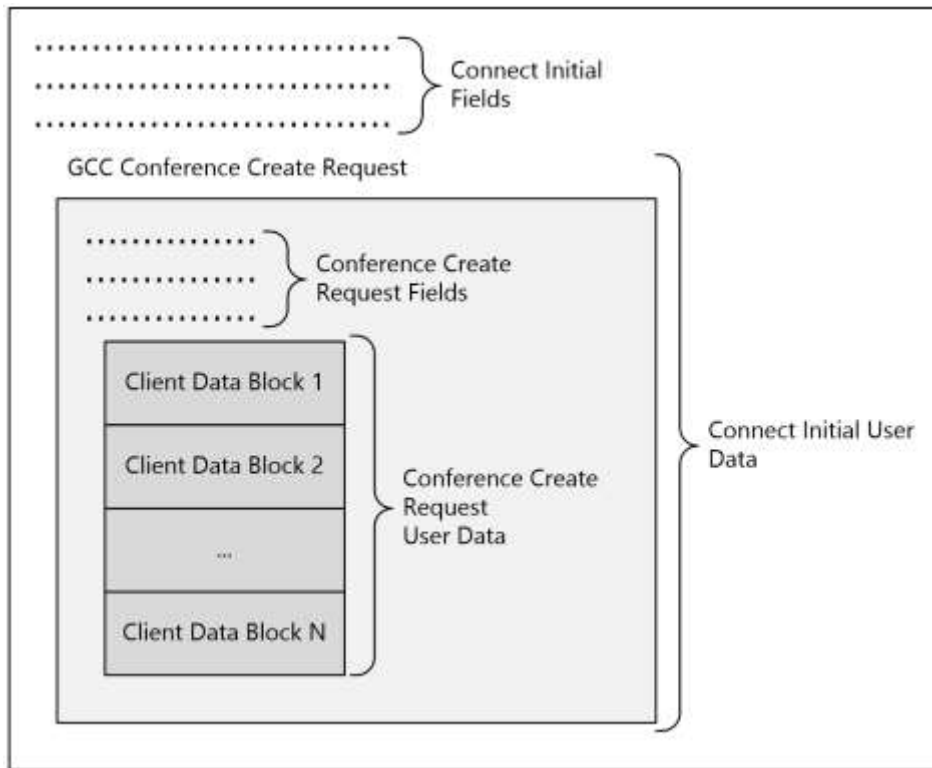 Connect Initial
Fields
GCC Conference Create Request
Conference Create
Request Fields
Client Data Block 1
Client Data Block 2
...
Client Data Block N
Conference Create
Request
User Data
Connect Initial User
Data